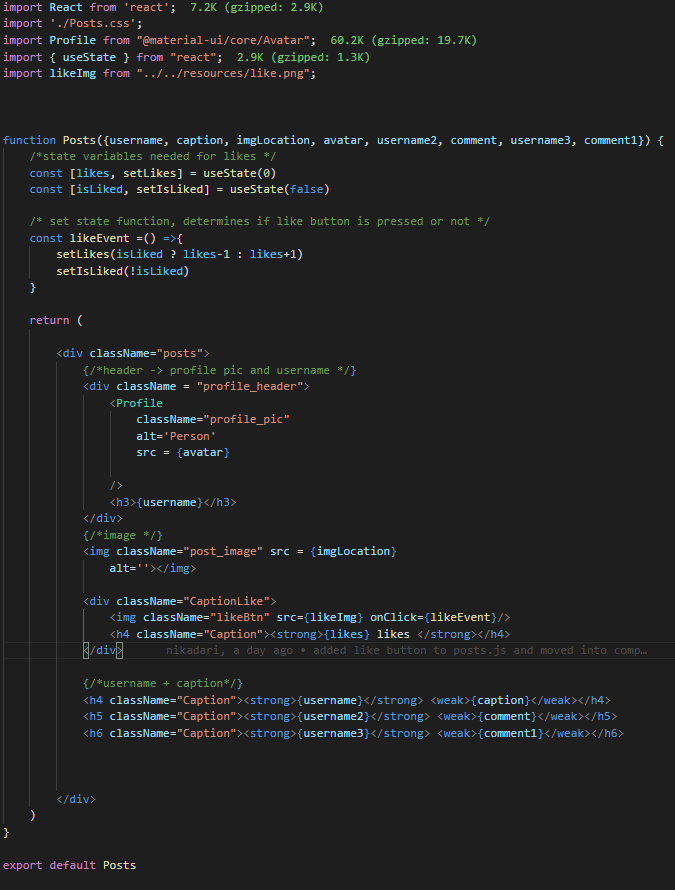 import React from 'react';  7.2K (gzipped: 2.9K)
import './Posts.css';
import Profile from "@material-ui/core/Avatar";  60.2K (gzipped: 19.7K)
import { useState } from "react";  2.9K (gzipped: 1.3K)
import likeImg from "../../resources/like.png";
function Posts({username, caption, imgLocation, avatar, username2, comment, username3, comment1}) {
/*state variables needed for likes */
const [likes, setLikes] = useState(0)
const [isLiked, setIsLiked] = useState(false)
/* set state function, determines if like button is pressed or not */
const likeEvent =() =>{
setLikes(isLiked ? likes-1 : likes+1)
setIsLiked(!isLiked)
}
return (
<div className="posts">
{/*header -> profile pic and username */}
<div className = "profile_header">
<Profile
className="profile_pic"
alt='Person'
src = {avatar}
/>
<h3>{username}</h3>
</div>
{/*image */}
<img className="post_image" src = {imgLocation}
alt=''></img>
<div className="CaptionLike">
<img className="likeBtn" src={likeImg} onClick={likeEvent}/>
<h4 className="Caption"><strong>{likes} likes </strong></h4>
</div>  nikadari, a day ago • added like button to posts.js and moved into comp…
{/*username + caption*/}
<h4 className="Caption"><strong>{username}</strong> <weak>{caption}</weak></h4>
<h5 className="Caption"><strong>{username2}</strong> <weak>{comment}</weak></h5>
<h6 className="Caption"><strong>{username3}</strong> <weak>{comment1}</weak></h6>
</div>
)
}
export default Posts